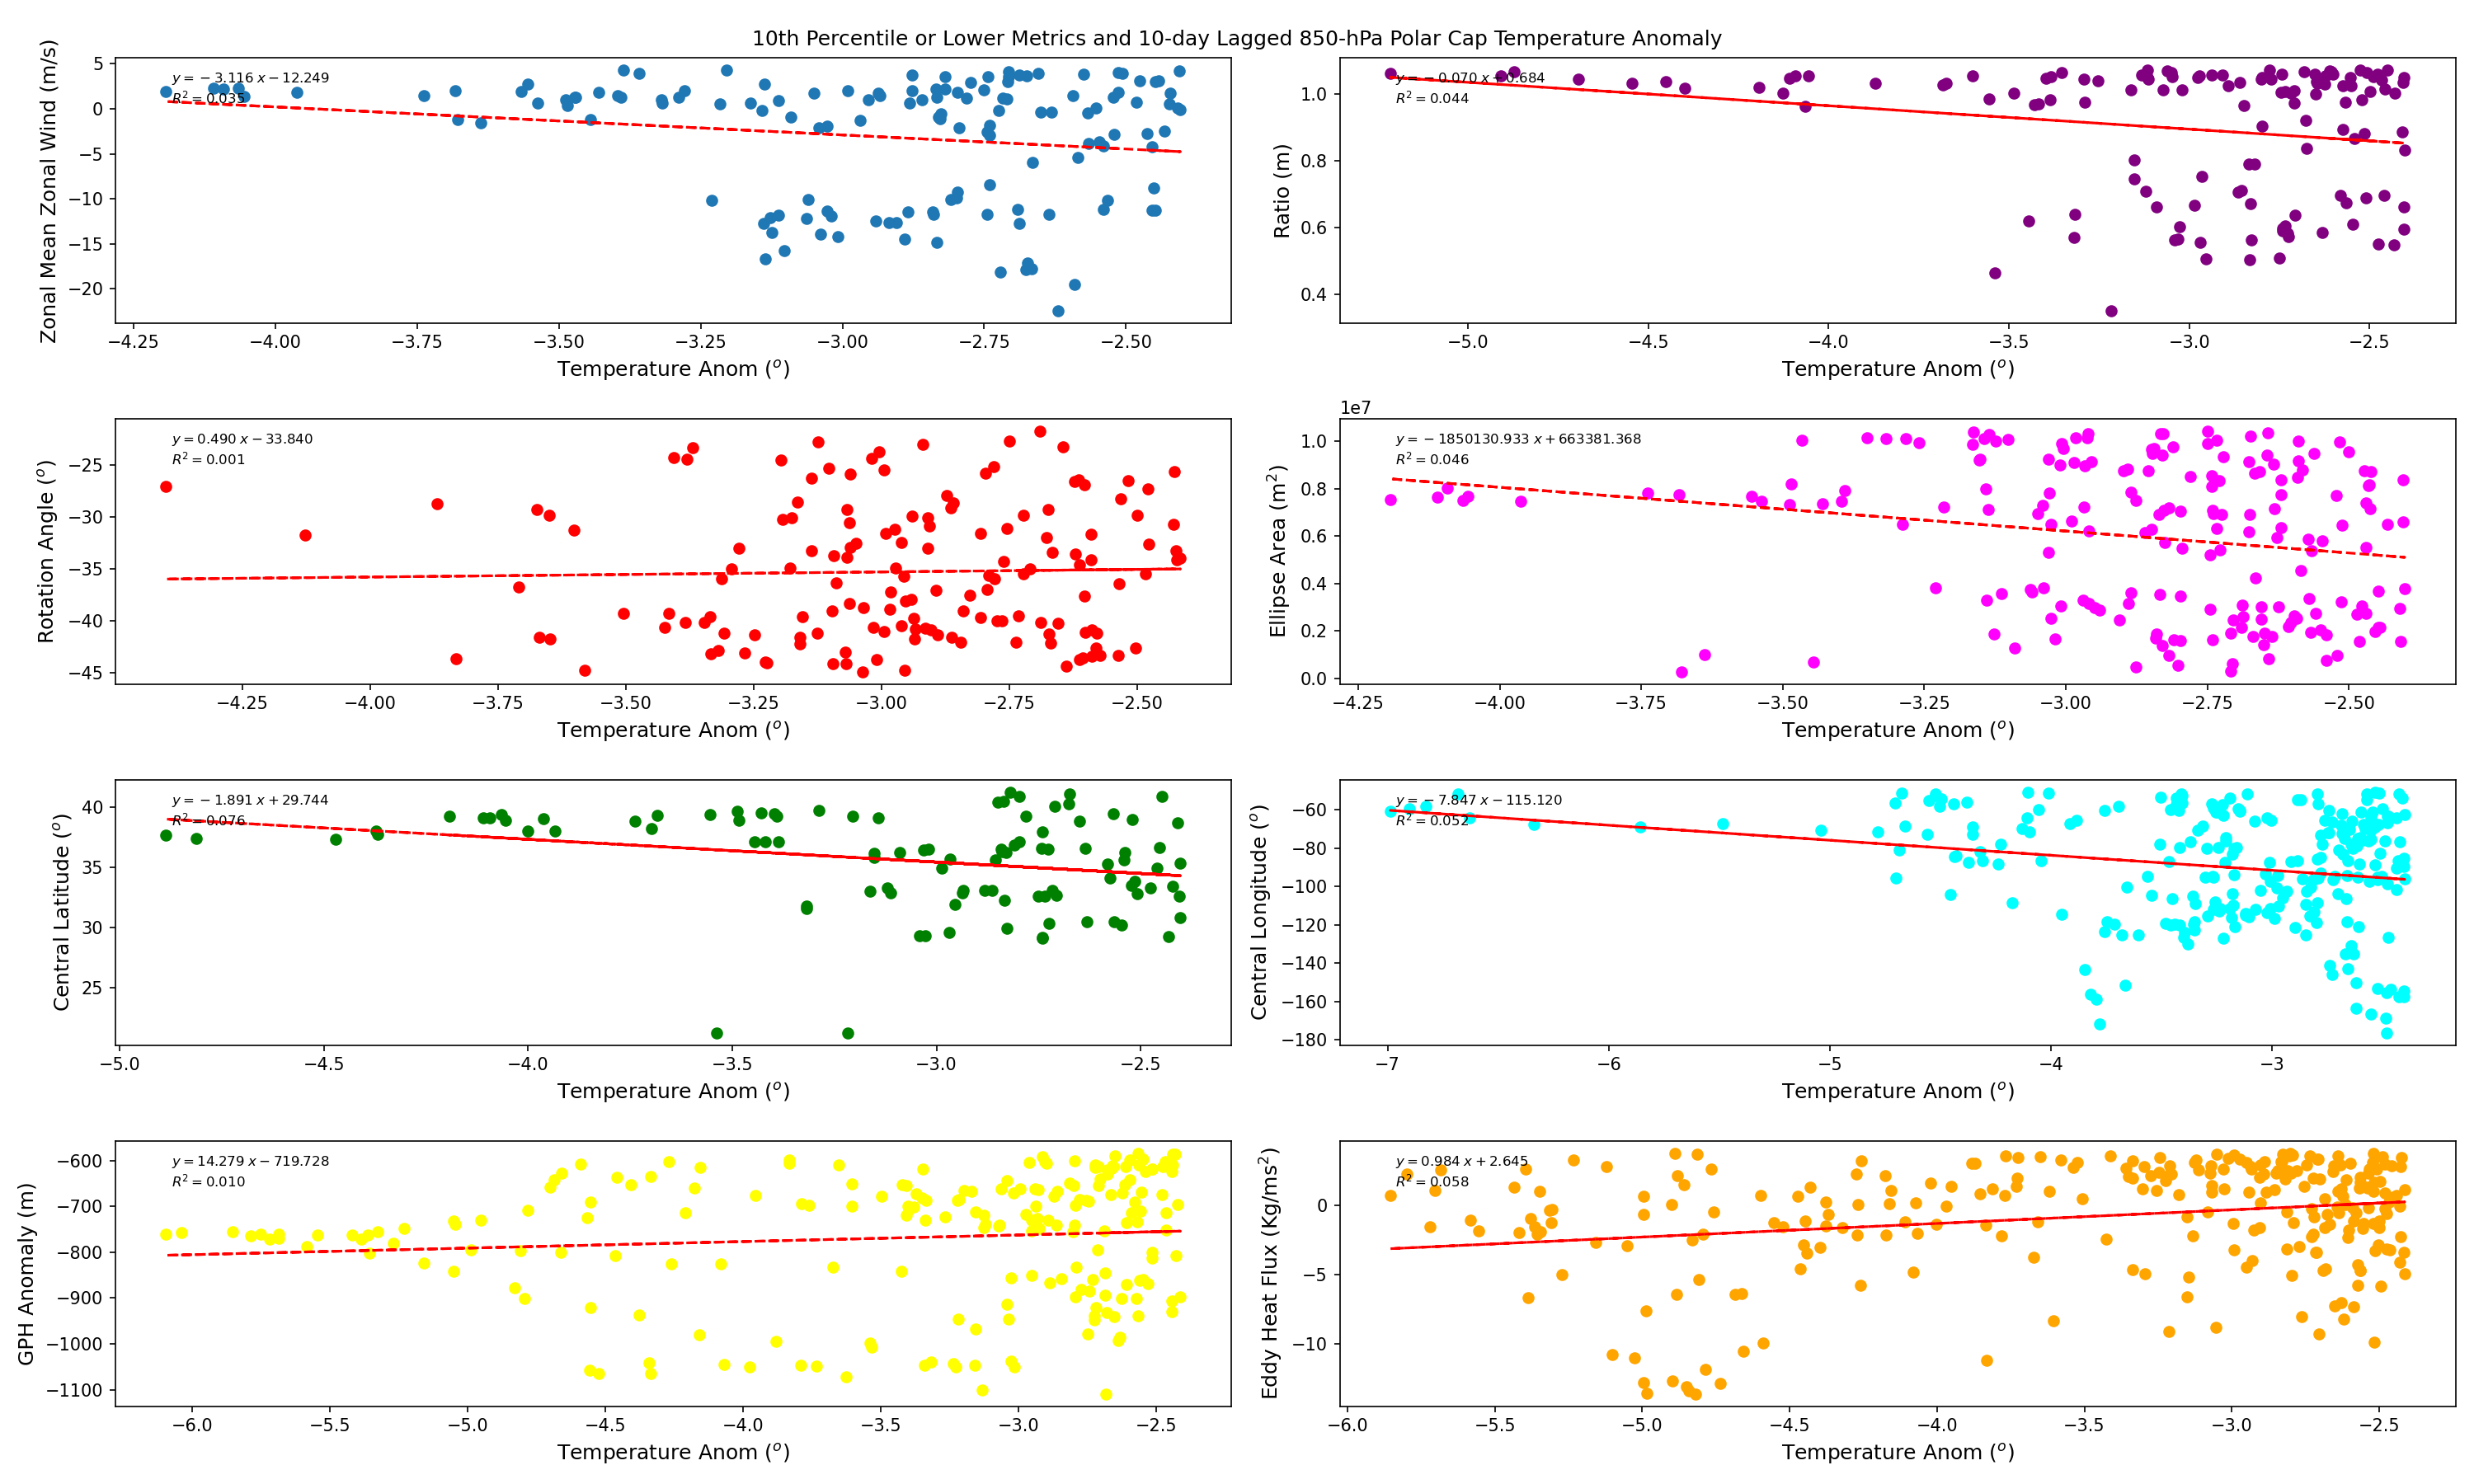 10th Percentile or Lower Metrics and 10-day Lagged 850-hPa Polar Cap Temperature Anomaly
Zonal Mean Zonal Wind (m/s)
5
0
−5
−10
−15
−20
y = −3.116 x − 12.249
R² = 0.035
−4.25 −4.00 −3.75 −3.50 −3.25 −3.00 −2.75 −2.50
Temperature Anom (°)
Ratio (m)
1.0
0.8
0.6
0.4
y = −0.070 x + 0.684
R² = 0.044
−5.0 −4.5 −4.0 −3.5 −3.0 −2.5
Temperature Anom (°)
Rotation Angle (°)
−25
−30
−35
−40
−45
y = 0.490 x − 33.840
R² = 0.001
−4.25 −4.00 −3.75 −3.50 −3.25 −3.00 −2.75 −2.50
Temperature Anom (°)
Ellipse Area (m²)
1e7
1.0
0.8
0.6
0.4
0.2
0.0
y = −1850130.933 x + 663381.368
R² = 0.046
−4.25 −4.00 −3.75 −3.50 −3.25 −3.00 −2.75 −2.50
Temperature Anom (°)
Central Latitude (°)
40
35
30
25
y = −1.891 x + 29.744
R² = 0.076
−5.0 −4.5 −4.0 −3.5 −3.0 −2.5
Temperature Anom (°)
Central Longitude (°)
−60
−80
−100
−120
−140
−160
−180
y = −7.847 x − 115.120
R² = 0.052
−7 −6 −5 −4 −3
Temperature Anom (°)
GPH Anomaly (m)
−600
−700
−800
−900
−1000
−1100
y = 14.279 x − 719.728
R² = 0.010
−6.0 −5.5 −5.0 −4.5 −4.0 −3.5 −3.0 −2.5
Temperature Anom (°)
Eddy Heat Flux (Kg/ms²)
0
−5
−10
y = 0.984 x + 2.645
R² = 0.058
−6.0 −5.5 −5.0 −4.5 −4.0 −3.5 −3.0 −2.5
Temperature Anom (°)